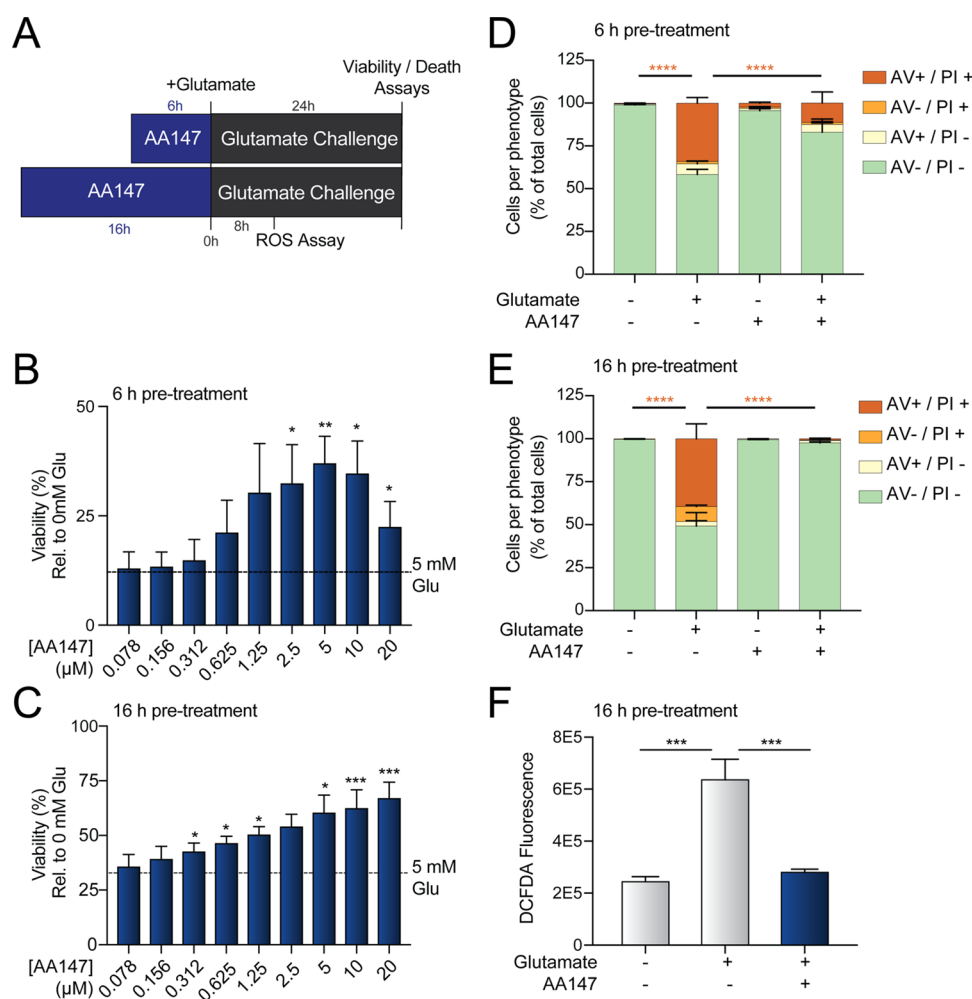 A
+Glutamate
Viability / Death
Assays
6h
24h
AA147
Glutamate Challenge
AA147
Glutamate Challenge
16h
0h
8h
ROS Assay
B
6 h pre-treatment
Viability (%)
Rel. to 0mM Glu
50
25
0
* ** * *
5 mM
Glu
[AA147]
(µM)
0.078 0.156 0.312 0.625 1.25 2.5 5 10 20
C
16 h pre-treatment
Viability (%)
Rel. to 0 mM Glu
100
75
50
25
0
* * * * *** ***
5 mM
Glu
[AA147]
(µM)
0.078 0.156 0.312 0.625 1.25 2.5 5 10 20
D
6 h pre-treatment
Cells per phenotype
(% of total cells)
125
100
75
50
25
0
**** ****
AV+ / PI +
AV- / PI +
AV+ / PI -
AV- / PI -
Glutamate - + - +
AA147 - - + +
E
16 h pre-treatment
Cells per phenotype
(% of total cells)
125
100
75
50
25
0
**** ****
AV+ / PI +
AV- / PI +
AV+ / PI -
AV- / PI -
Glutamate - + - +
AA147 - - + +
F
16 h pre-treatment
DCFDA Fluorescence
8E5
6E5
4E5
2E5
0
*** ***
Glutamate - + +
AA147 - - +